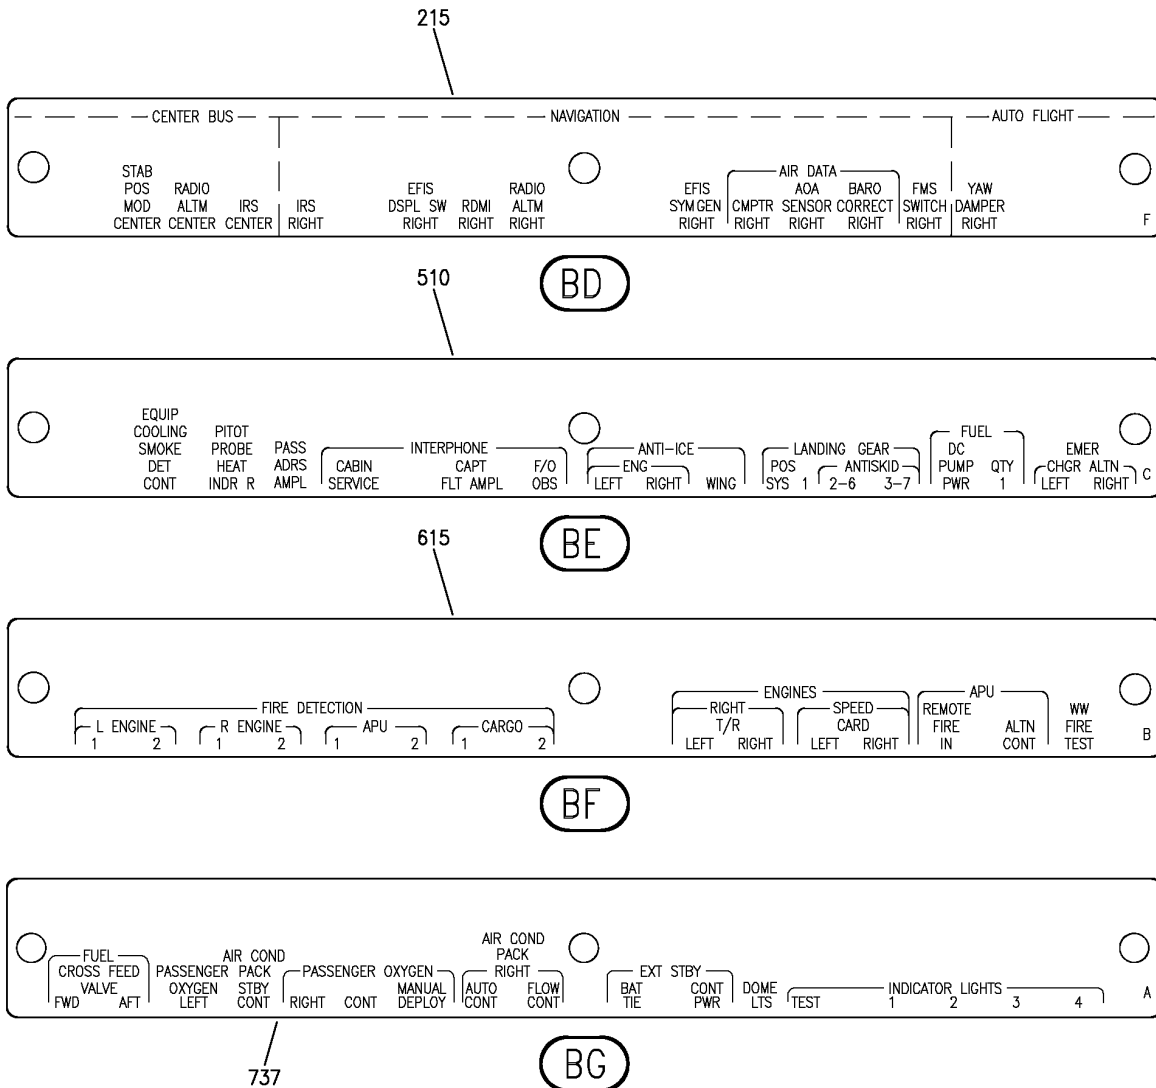 215
CENTER BUS NAVIGATION AUTO FLIGHT
AIR DATA
STAB POS MOD CENTER
RADIO ALTM CENTER
IRS CENTER
IRS RIGHT
EFIS DSPL SW RIGHT
RDMI RIGHT
RADIO ALTM RIGHT
EFIS SYM GEN RIGHT
CMPTR RIGHT
AOA SENSOR RIGHT
BARO CORRECT RIGHT
FMS SWITCH RIGHT
YAW DAMPER RIGHT
F
BD
510
EQUIP COOLING SMOKE DET CONT
PITOT PROBE HEAT INDR R
PASS ADRS AMPL
INTERPHONE
CABIN SERVICE
CAPT FLT AMPL
F/O OBS
ANTI-ICE
ENG
LEFT RIGHT WING
LANDING GEAR
POS SYS 1
ANTISKID
2-6 3-7
FUEL
DC PUMP PWR
QTY 1
EMER
CHGR ALTN
LEFT RIGHT
C
BE
615
FIRE DETECTION
L ENGINE
1 2
R ENGINE
1 2
APU
1 2
CARGO
1 2
ENGINES
RIGHT
T/R
LEFT RIGHT
SPEED
CARD
LEFT RIGHT
APU
REMOTE FIRE IN
ALTN CONT
WW FIRE TEST
B
BF
FUEL
CROSS FEED
VALVE
FWD AFT
PASSENGER OXYGEN LEFT
AIR COND PACK STBY CONT
PASSENGER OXYGEN
RIGHT CONT
MANUAL DEPLOY
AIR COND
PACK
RIGHT
AUTO CONT
FLOW CONT
EXT STBY
BAT TIE
CONT PWR
DOME LTS
INDICATOR LIGHTS
TEST 1 2 3 4
A
737
BG